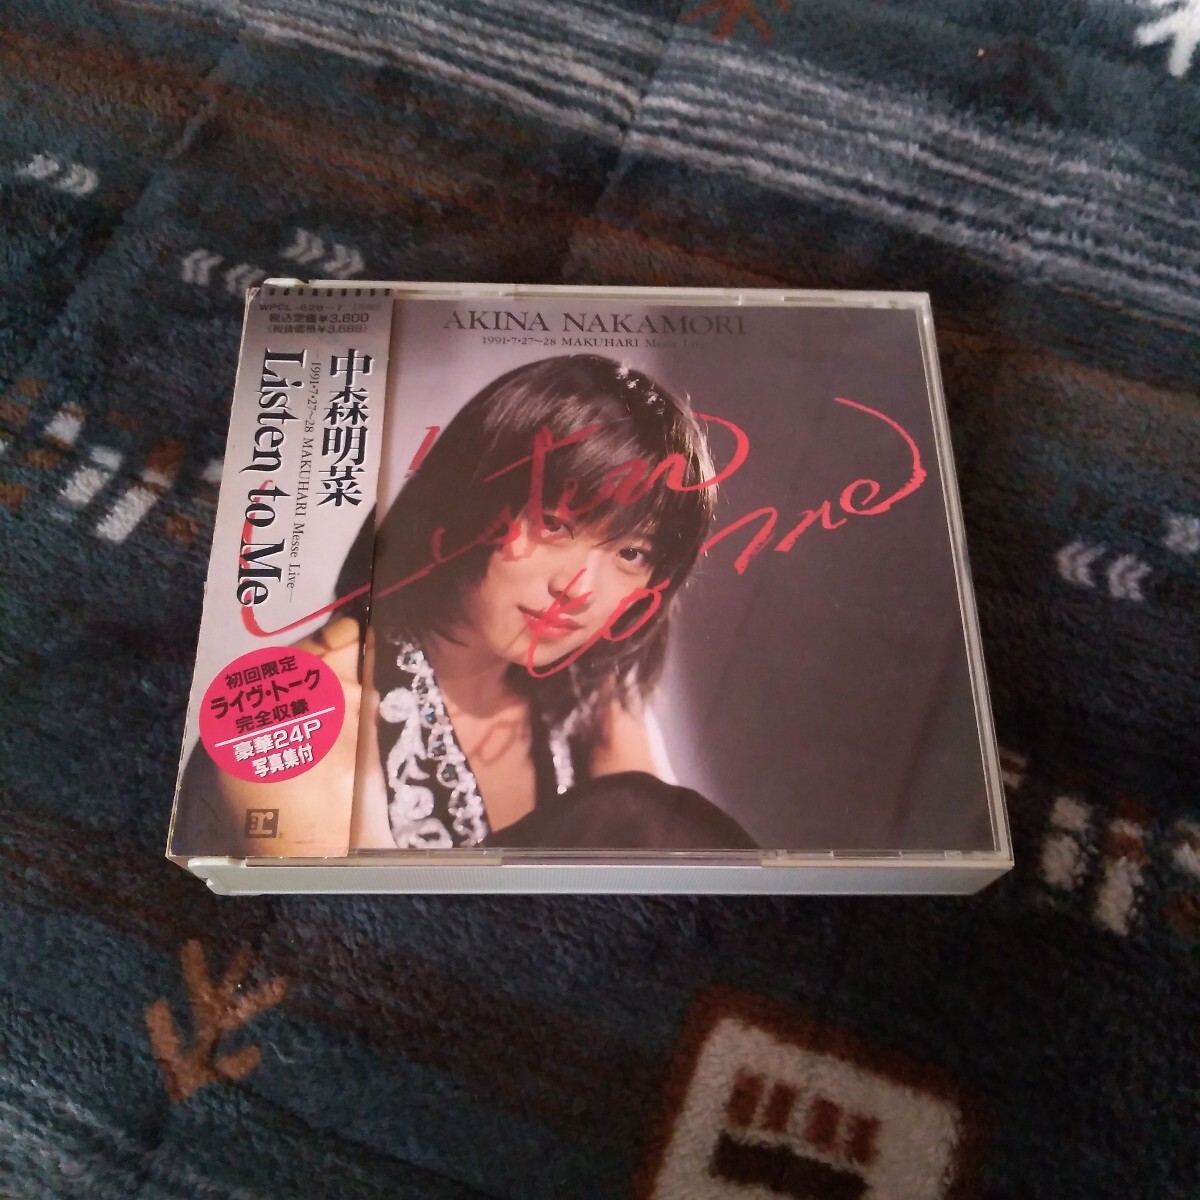 WPCL-628~7
税込定価¥3,800
(税抜価格¥3,689)
中森明菜
—1991・7・27〜28 MAKUHARI Messe Live—
Listen to Me
初回限定
ライヴ・トーク
完全収録
豪華24P
写真集付
r
AKINA NAKAMORI
1991・7・27〜28 MAKUHARI Messe Live
Listen
to me